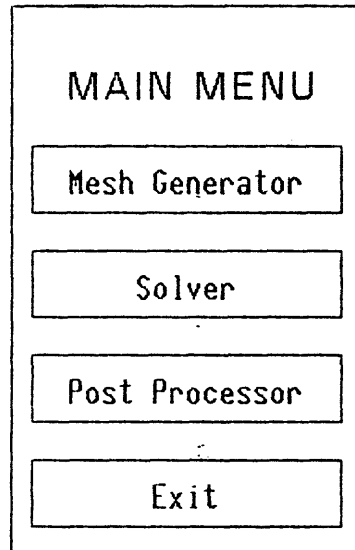 MAIN MENU
Mesh Generator
Solver
Post Processor
Exit